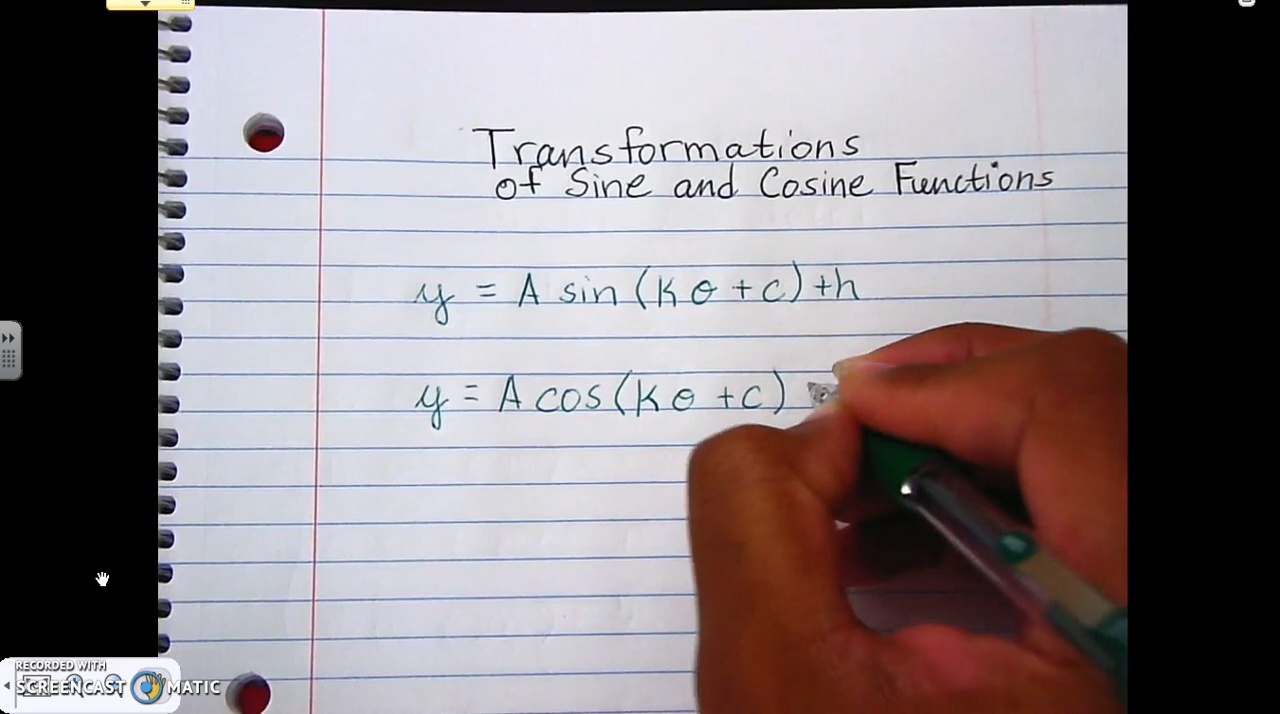 Transformations
of Sine and Cosine Functions
y = A sin (kθ + c) + h
y = A cos (kθ + c)
RECORDED WITH
SCREENCAST MATIC